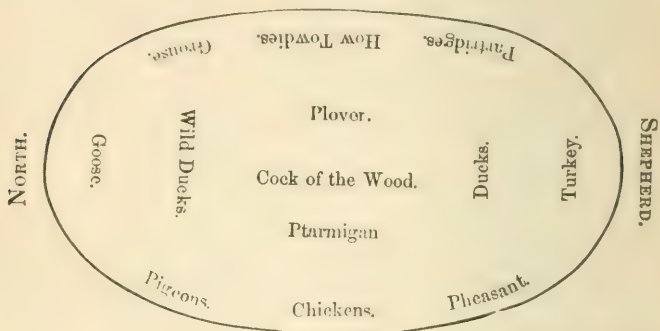 Grouse.
How Towdies.
Partridges.
NORTH.
Goose.
Wild Ducks.
Plover.
Cock of the Wood.
Ptarmigan
Ducks.
Turkey.
SHEPHERD.
Pigeons.
Chickens.
Pheasant.